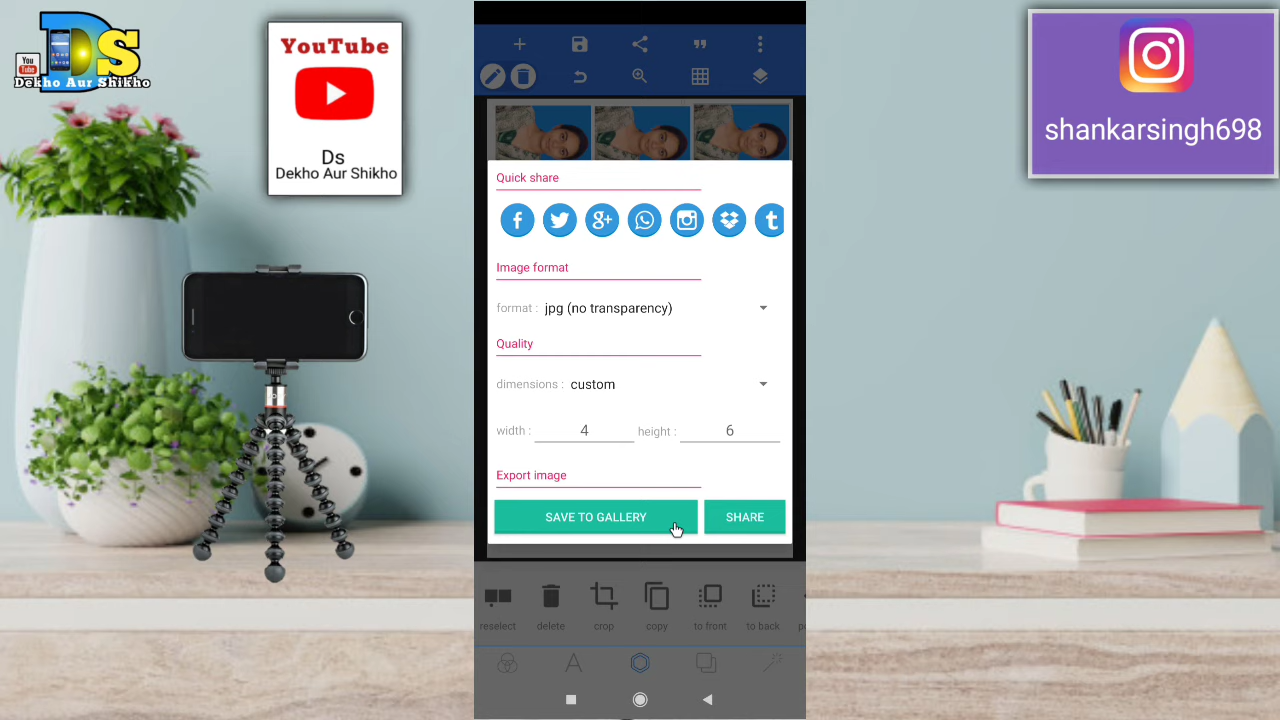 Ds
You
Tube
Dekho Aur Shikho
YouTube
Ds
Dekho Aur Shikho
shankarsingh698
Quick share
Image format
format : jpg (no transparency)
Quality
dimensions : custom
width : 4 height : 6
Export image
SAVE TO GALLERY SHARE
reselect delete crop copy to front to back